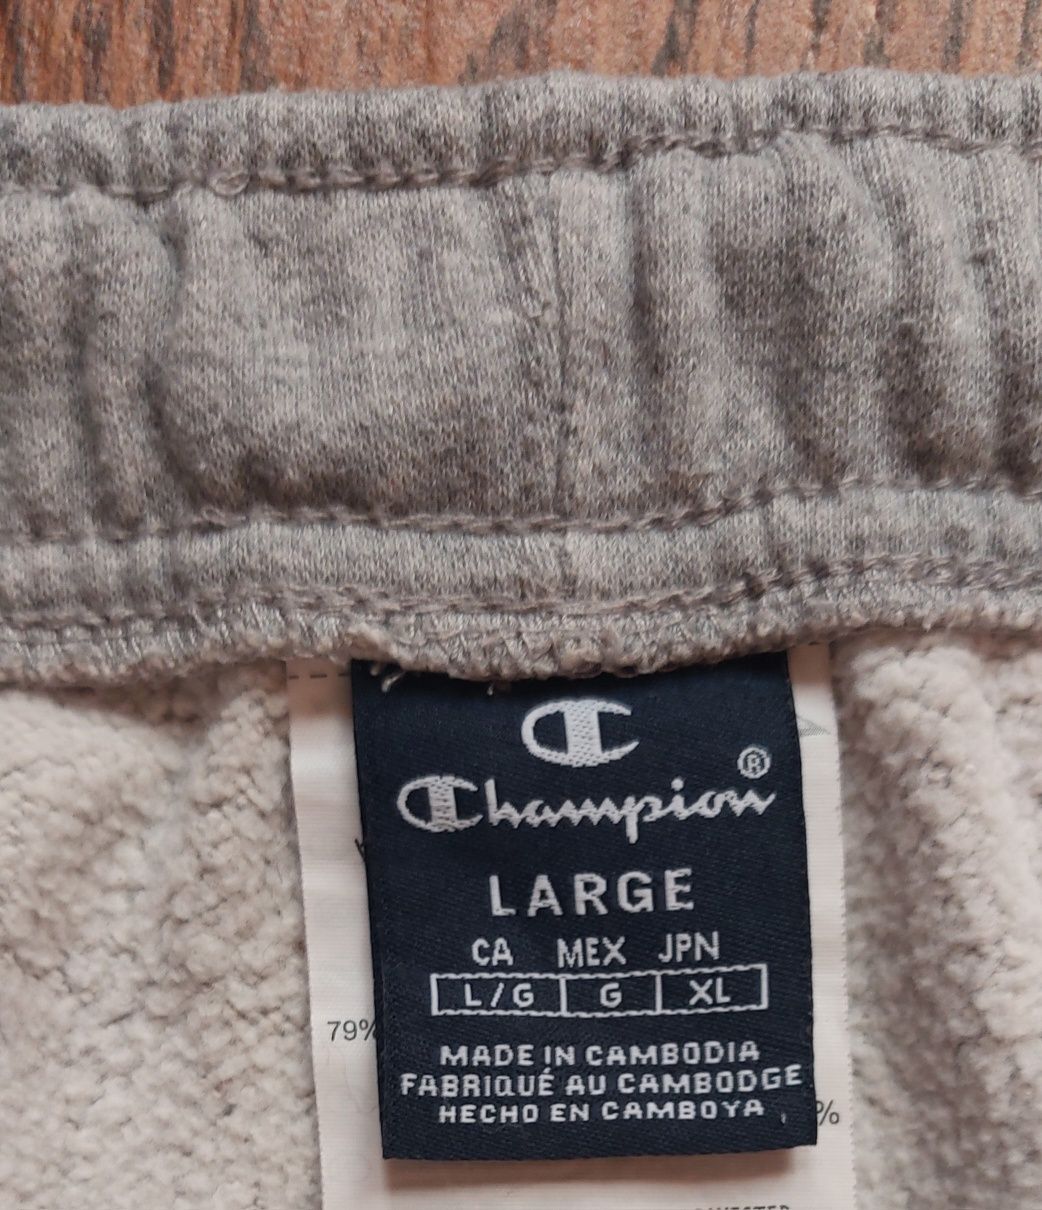 Champion®
LARGE
CA MEX JPN
L/G G XL
79%
MADE IN CAMBODIA
FABRIQUÉ AU CAMBODGE
HECHO EN CAMBOYA
%